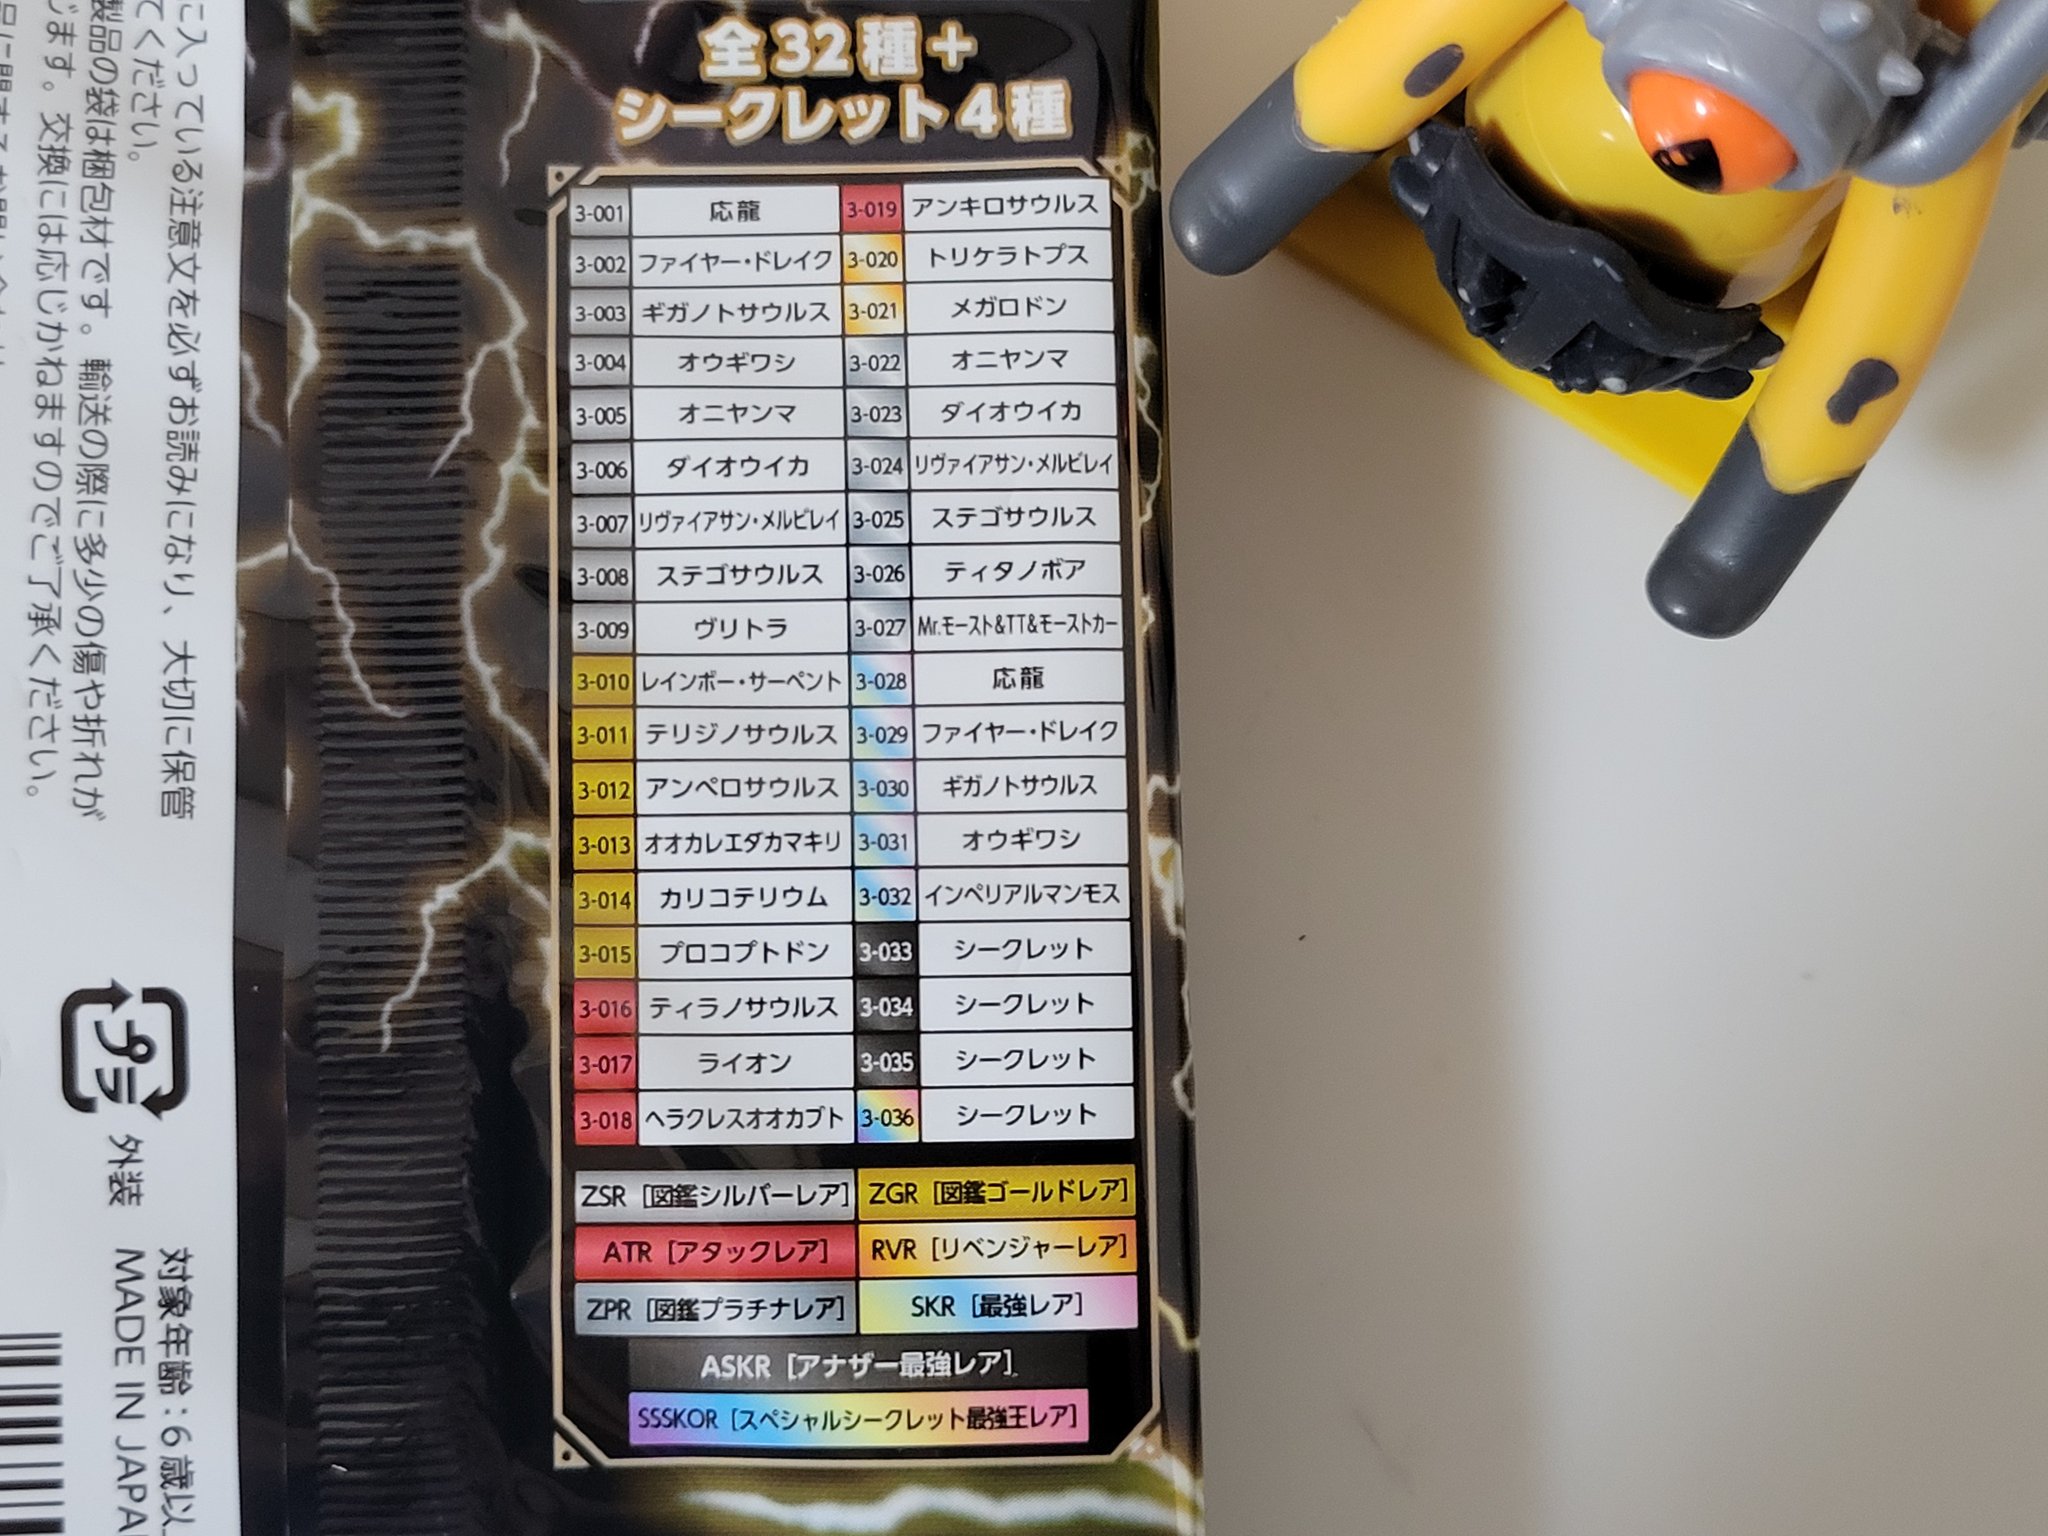 全32種＋
シークレット4種
3-001 応龍 3-019 アンキロサウルス
3-002 ファイヤー・ドレイク 3-020 トリケラトプス
3-003 ギガノトサウルス 3-021 メガロドン
3-004 オウギワシ 3-022 オニヤンマ
3-005 オニヤンマ 3-023 ダイオウイカ
3-006 ダイオウイカ 3-024 リヴァイアサン・メルビレイ
3-007 リヴァイアサン・メルビレイ 3-025 ステゴサウルス
3-008 ステゴサウルス 3-026 ティタノボア
3-009 ヴリトラ 3-027 Mr.モースト&TT&モーストカー
3-010 レインボー・サーペント 3-028 応龍
3-011 テリジノサウルス 3-029 ファイヤー・ドレイク
3-012 アンペロサウルス 3-030 ギガノトサウルス
3-013 オオカレエダカマキリ 3-031 オウギワシ
3-014 カリコテリウム 3-032 インペリアルマンモス
3-015 プロコプトドン 3-033 シークレット
3-016 ティラノサウルス 3-034 シークレット
3-017 ライオン 3-035 シークレット
3-018 ヘラクレスオオカブト 3-036 シークレット
ZSR [図鑑シルバーレア] ZGR [図鑑ゴールドレア]
ATR [アタックレア] RVR [リベンジャーレア]
ZPR [図鑑プラチナレア] SKR [最強レア]
ASKR [アナザー最強レア]
SSSKOR [スペシャルシークレット最強王レア]
に入っている注意文を必ずお読みになり、大切に保管
てください。
製品の袋は梱包材です。輸送の際に多少の傷や折れが
じます。交換には応じかねますのでご了承ください。
プラ 外装
対象年齢：6歳以
MADE IN JAPA